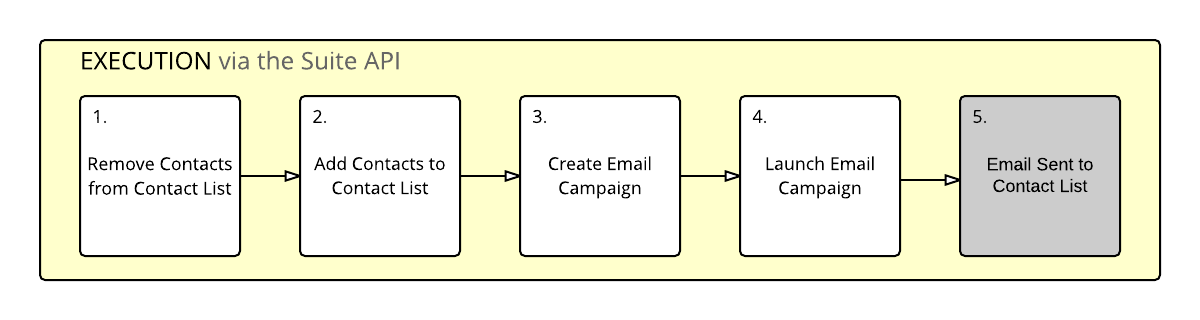 EXECUTION via the Suite API
1.
Remove Contacts
from Contact List
2.
Add Contacts to
Contact List
3.
Create Email
Campaign
4.
Launch Email
Campaign
5.
Email Sent to
Contact List